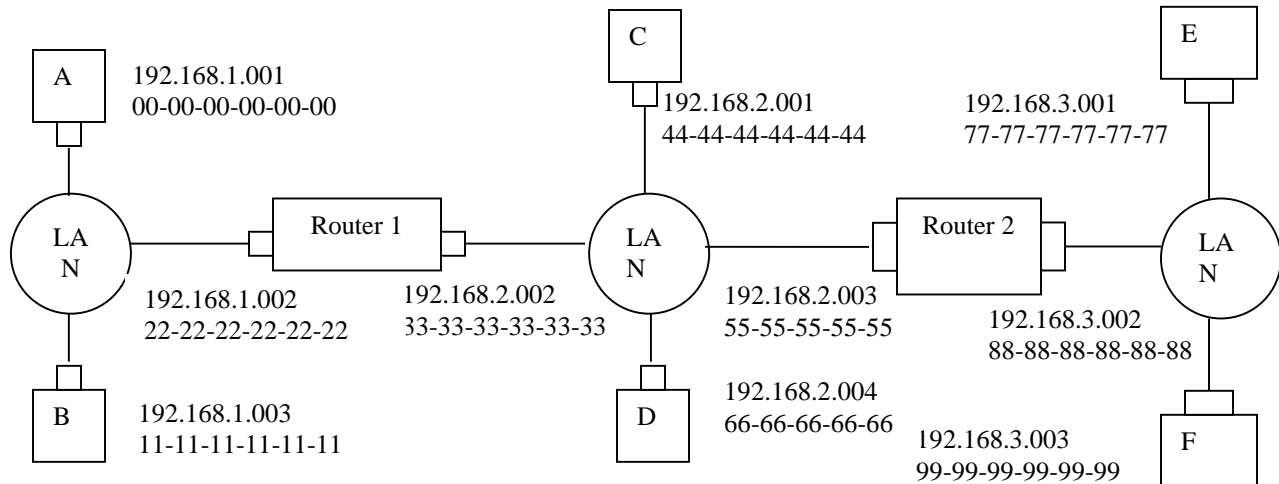 A
192.168.1.001
00-00-00-00-00-00
C
192.168.2.001
44-44-44-44-44-44
E
192.168.3.001
77-77-77-77-77-77
LA
N
Router 1
LA
N
Router 2
LA
N
192.168.1.002
22-22-22-22-22-22
192.168.2.002
33-33-33-33-33-33
192.168.2.003
55-55-55-55-55
192.168.3.002
88-88-88-88-88-88
B
192.168.1.003
11-11-11-11-11-11
D
192.168.2.004
66-66-66-66-66
192.168.3.003
99-99-99-99-99-99
F